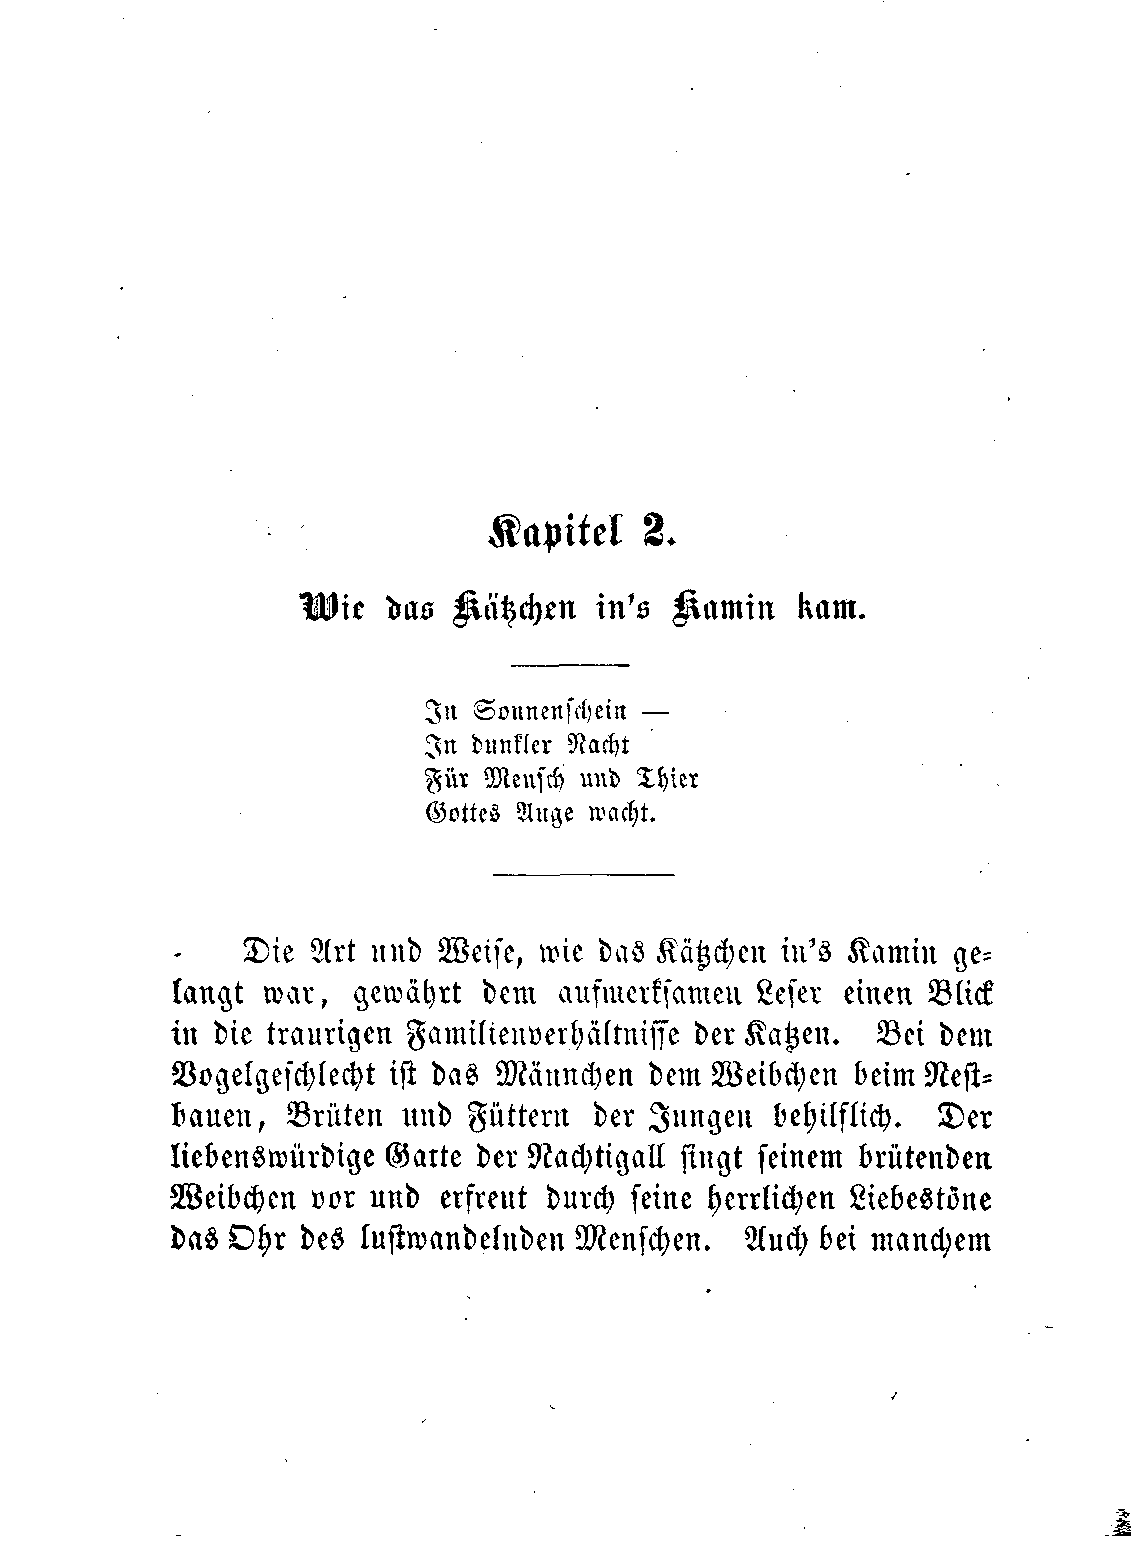 Kapitel 2.
Wie das Kätzchen in's Kamin kam.
In Sonnenschein —
In dunkler Nacht
Für Mensch und Thier
Gottes Auge wacht.
Die Art und Weise, wie das Kätzchen in's Kamin ge-
langt war, gewährt dem aufmerksamen Leser einen Blick
in die traurigen Familienverhältnisse der Katzen. Bei dem
Vogelgeschlecht ist das Männchen dem Weibchen beim Nest-
bauen, Brüten und Füttern der Jungen behilflich. Der
liebenswürdige Gatte der Nachtigall singt seinem brütenden
Weibchen vor und erfreut durch seine herrlichen Liebestöne
das Ohr des lustwandelnden Menschen. Auch bei manchem